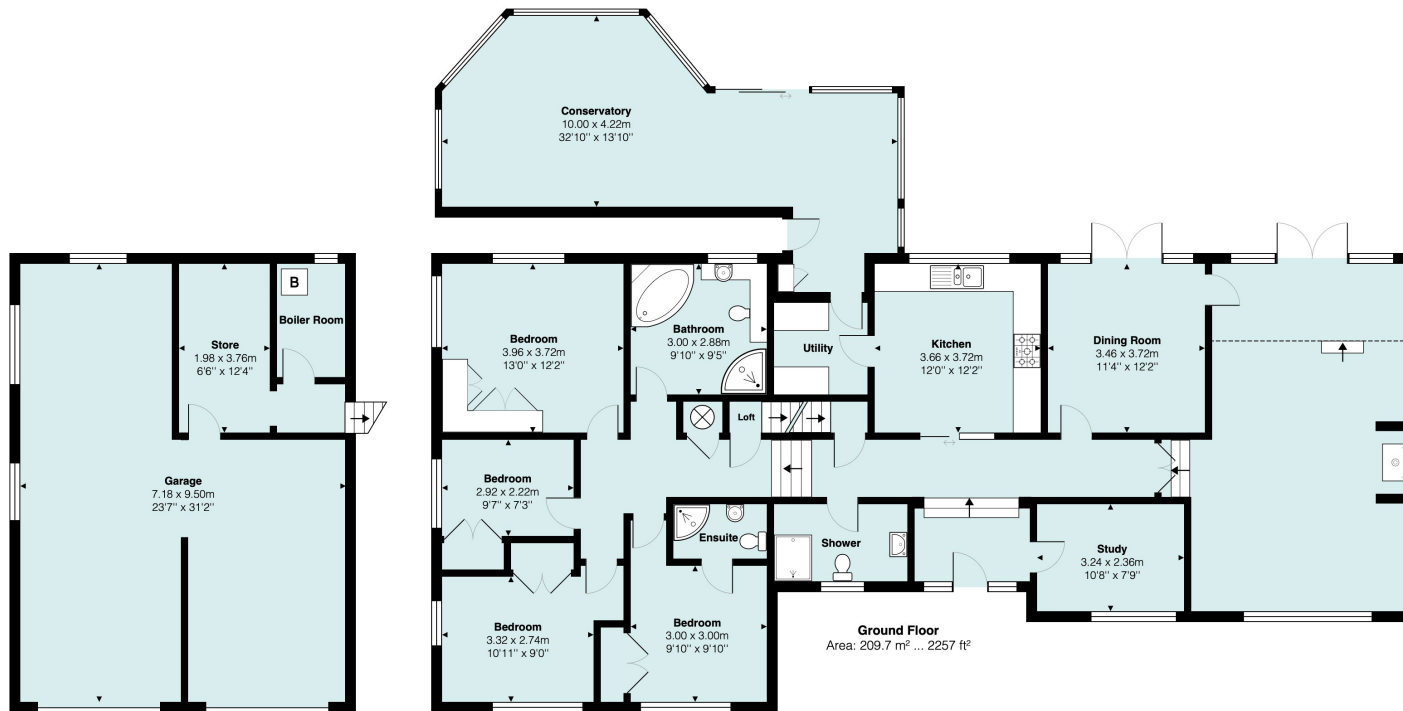 Conservatory
10.00 x 4.22m
32'10'' x 13'10''
B
Boiler Room
Store
1.98 x 3.76m
6'6'' x 12'4''
Garage
7.18 x 9.50m
23'7'' x 31'2''
Bedroom
3.96 x 3.72m
13'0'' x 12'2''
Bathroom
3.00 x 2.88m
9'10'' x 9'5''
Utility
Kitchen
3.66 x 3.72m
12'0'' x 12'2''
Dining Room
3.46 x 3.72m
11'4'' x 12'2''
Loft
Bedroom
2.92 x 2.22m
9'7'' x 7'3''
Ensuite
Shower
Study
3.24 x 2.36m
10'8'' x 7'9''
Bedroom
3.32 x 2.74m
10'11'' x 9'0''
Bedroom
3.00 x 3.00m
9'10'' x 9'10''
Ground Floor
Area: 209.7 m² ... 2257 ft²